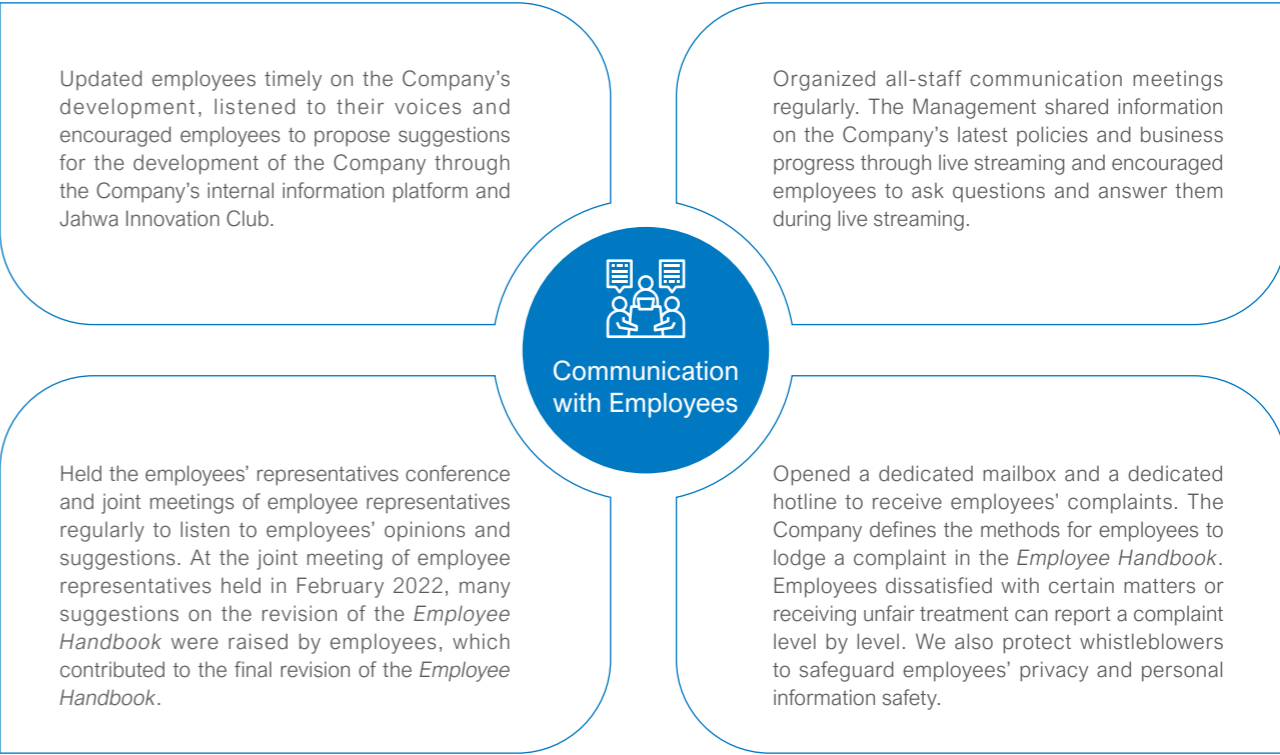 Updated employees timely on the Company's
development, listened to their voices and
encouraged employees to propose suggestions
for the development of the Company through
the Company's internal information platform and
Jahwa Innovation Club.
Organized all-staff communication meetings
regularly. The Management shared information
on the Company's latest policies and business
progress through live streaming and encouraged
employees to ask questions and answer them
during live streaming.
Communication
with Employees
Held the employees' representatives conference
and joint meetings of employee representatives
regularly to listen to employees' opinions and
suggestions. At the joint meeting of employee
representatives held in February 2022, many
suggestions on the revision of the Employee
Handbook were raised by employees, which
contributed to the final revision of the Employee
Handbook.
Opened a dedicated mailbox and a dedicated
hotline to receive employees' complaints. The
Company defines the methods for employees to
lodge a complaint in the Employee Handbook.
Employees dissatisfied with certain matters or
receiving unfair treatment can report a complaint
level by level. We also protect whistleblowers
to safeguard employees' privacy and personal
information safety.